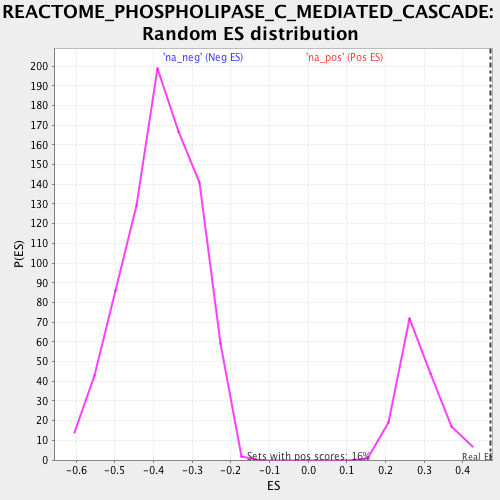 REACTOME_PHOSPHOLIPASE_C_MEDIATED_CASCADE:
Random ES distribution
'na_neg' (Neg ES) 'na_pos' (Pos ES)
200
190
180
170
160
150
140
130
120
110
100
90
80
70
60
50
40
30
20
10
0
P(ES)
Sets with pos scores: 16%
Real ES
-0.6 -0.5 -0.4 -0.3 -0.2 -0.1 0.0 0.1 0.2 0.3 0.4
ES